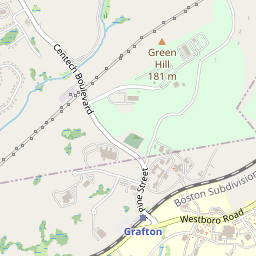 Centech Boulevard
Green
Hill
181 m
Pine Street
Boston Subdivision
Westboro Road
Grafton